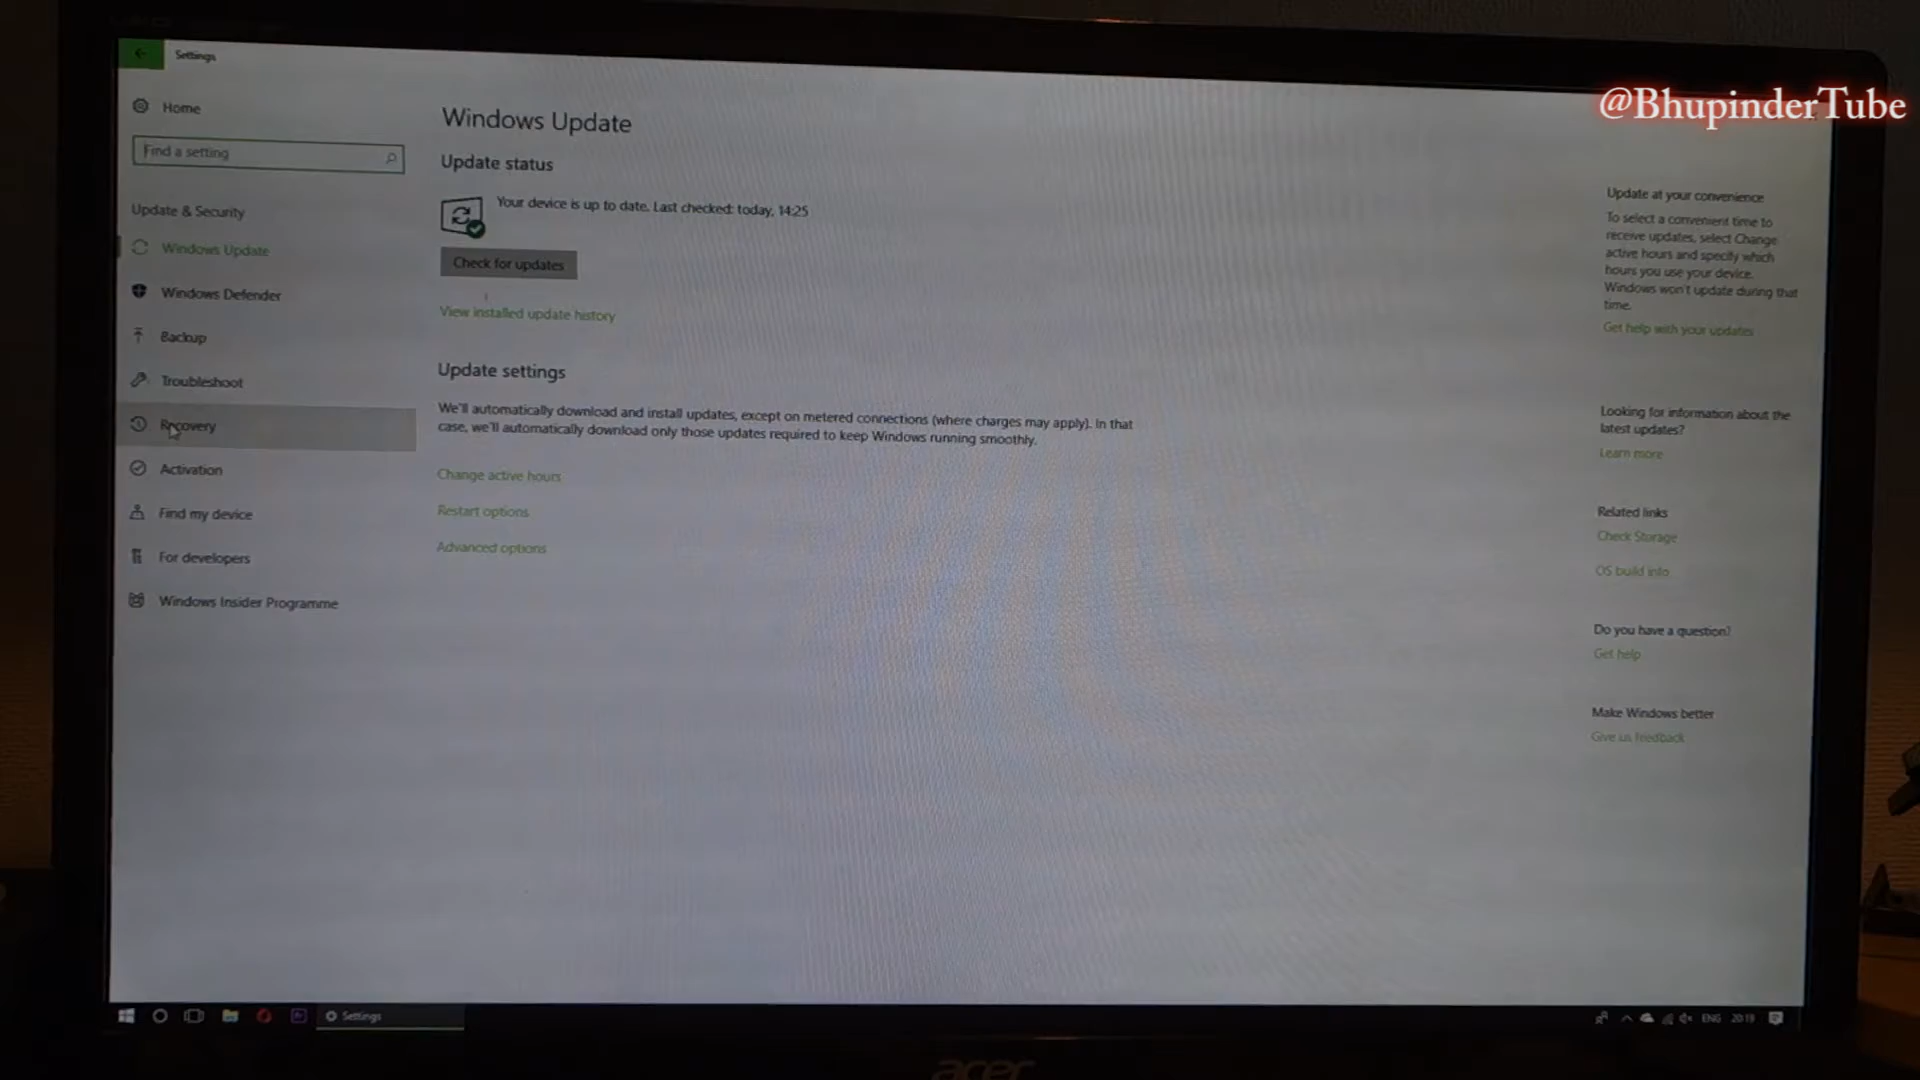 Settings
@BhupinderTube
Home
Find a setting
Update & Security
Windows Update
Windows Defender
Backup
Troubleshoot
Recovery
Activation
Find my device
For developers
Windows Insider Programme
Windows Update
Update status
Your device is up to date. Last checked: today, 14:25
Check for updates
View installed update history
Update settings
We'll automatically download and install updates, except on metered connections (where charges may apply). In that
case, we'll automatically download only those updates required to keep Windows running smoothly.
Change active hours
Restart options
Advanced options
Update at your convenience
To select a convenient time to
receive updates, select Change
active hours and specify which
hours you use your device.
Windows won't update during that
time.
Get help with your updates
Looking for information about the
latest updates?
Learn more
Related links
Check Storage
OS build info
Do you have a question?
Get help
Make Windows better
Give us feedback
Settings
ENG
20:19
acer